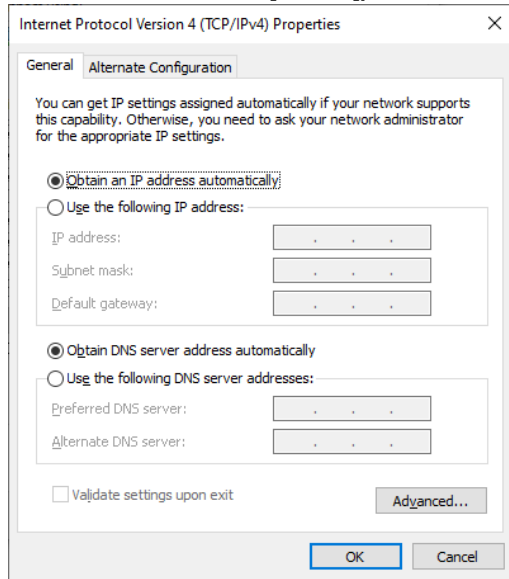 Internet Protocol Version 4 (TCP/IPv4) Properties
General
Alternate Configuration
You can get IP settings assigned automatically if your network supports
this capability. Otherwise, you need to ask your network administrator
for the appropriate IP settings.
Obtain an IP address automatically
Use the following IP address:
IP address:
Subnet mask:
Default gateway:
Obtain DNS server address automatically
Use the following DNS server addresses:
Preferred DNS server:
Alternate DNS server:
Validate settings upon exit
Advanced...
OK
Cancel